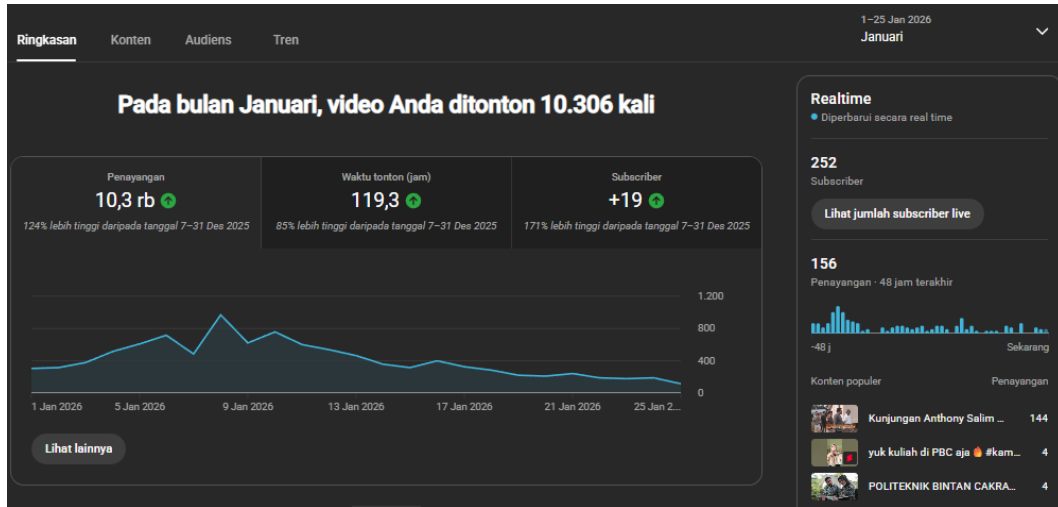 Ringkasan
Konten
Audiens
Tren
1–25 Jan 2026
Januari
Pada bulan Januari, video Anda ditonton 10.306 kali
Penayangan
10,3 rb
124% lebih tinggi daripada tanggal 7–31 Des 2025
Waktu tonton (jam)
119,3
85% lebih tinggi daripada tanggal 7–31 Des 2025
Subscriber
+19
171% lebih tinggi daripada tanggal 7–31 Des 2025
1.200
800
400
0
1 Jan 2026
5 Jan 2026
9 Jan 2026
13 Jan 2026
17 Jan 2026
21 Jan 2026
25 Jan 2...
Lihat lainnya
Realtime
Diperbarui secara real time
252
Subscriber
Lihat jumlah subscriber live
156
Penayangan · 48 jam terakhir
-48 j
Sekarang
Konten populer
Penayangan
Kunjungan Anthony Salim ...
144
yuk kuliah di PBC aja 🔥 #kam...
4
POLITEKNIK BINTAN CAKRA...
4